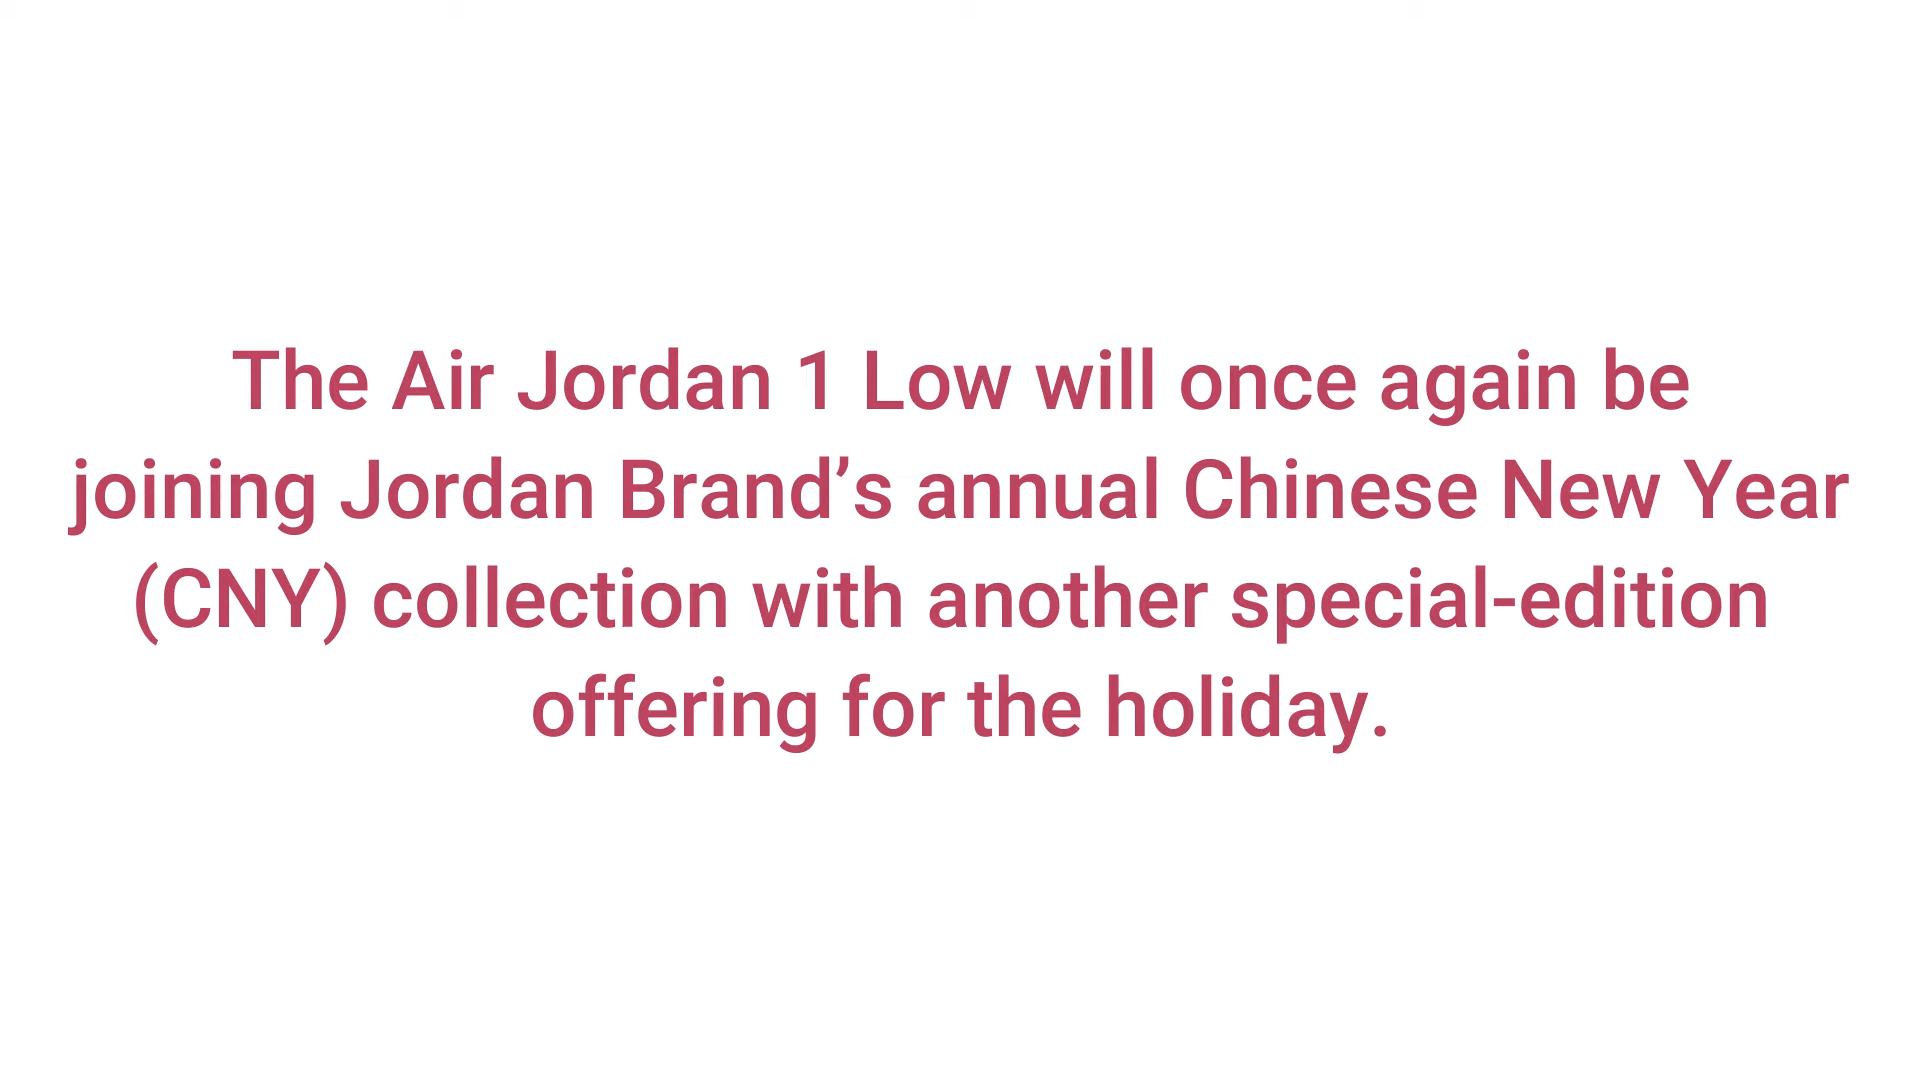 The Air Jordan 1 Low will once again be
joining Jordan Brand’s annual Chinese New Year
(CNY) collection with another special-edition
offering for the holiday.